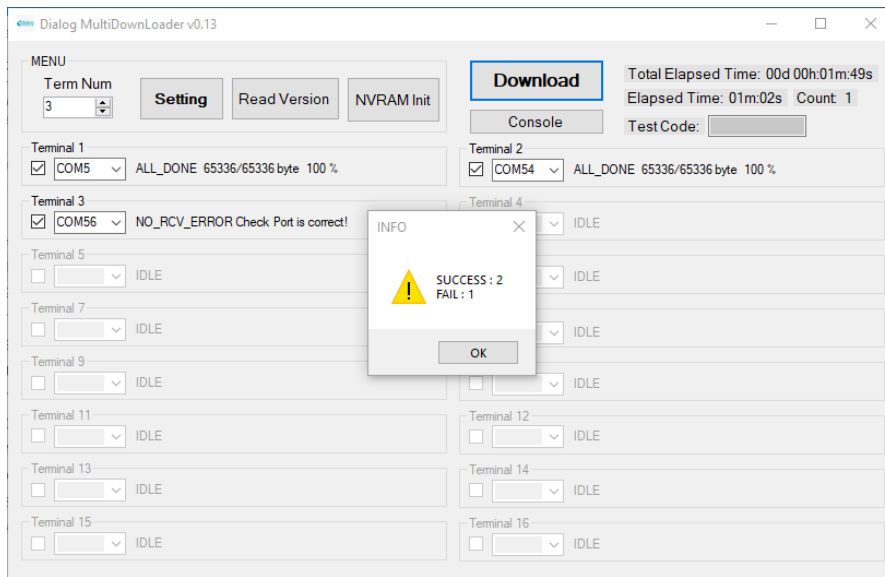 Dialog MultiDownLoader v0.13
MENU
Term Num
3
Setting
Read Version
NVRAM Init
Download
Console
Total Elapsed Time: 00d 00h:01m:49s
Elapsed Time: 01m:02s Count: 1
Test Code:
Terminal 1
COM5 ALL_DONE 65336/65336 byte 100 %
Terminal 2
COM54 ALL_DONE 65336/65336 byte 100 %
Terminal 3
COM56 NO_RCV_ERROR Check Port is correct!
Terminal 4
IDLE
INFO
SUCCESS : 2
FAIL : 1
OK
Terminal 5
IDLE
IDLE
Terminal 7
IDLE
IDLE
Terminal 9
IDLE
IDLE
Terminal 11
IDLE
Terminal 12
IDLE
Terminal 13
IDLE
Terminal 14
IDLE
Terminal 15
IDLE
Terminal 16
IDLE